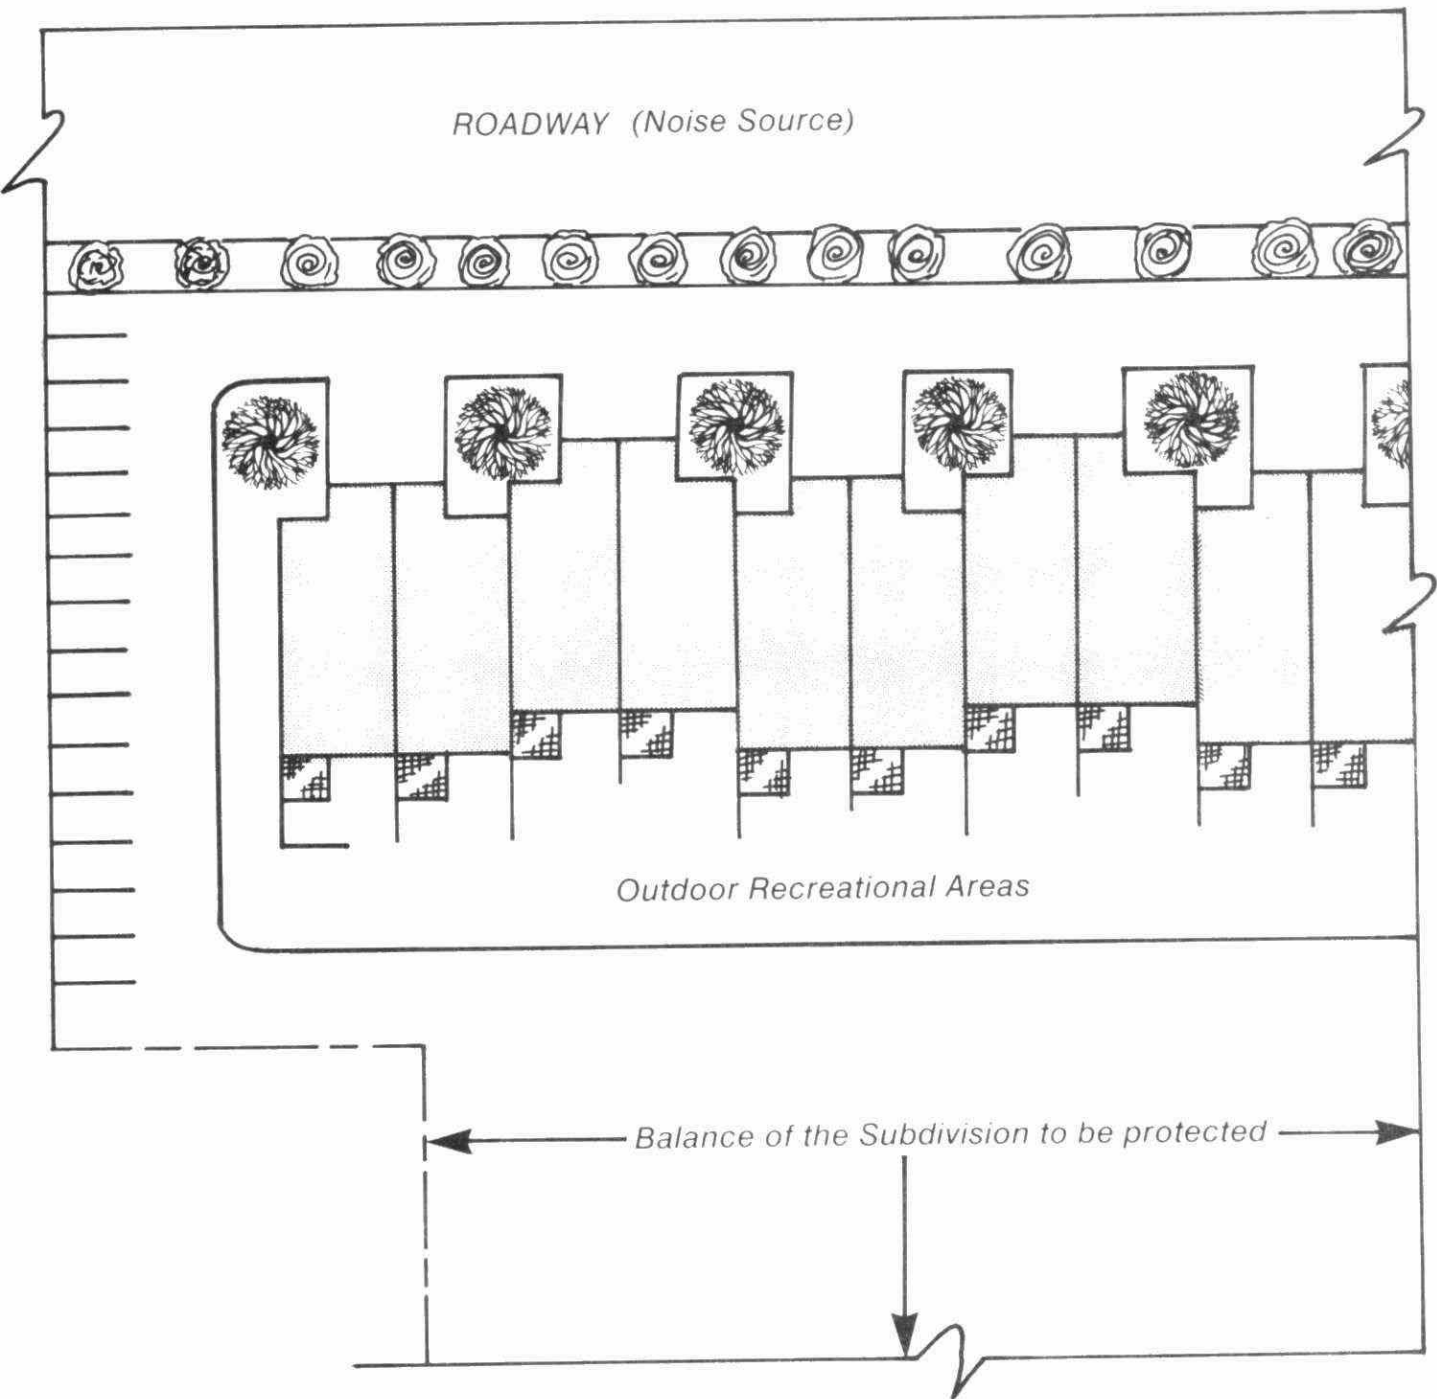 ROADWAY (Noise Source)
Outdoor Recreational Areas
Balance of the Subdivision to be protected